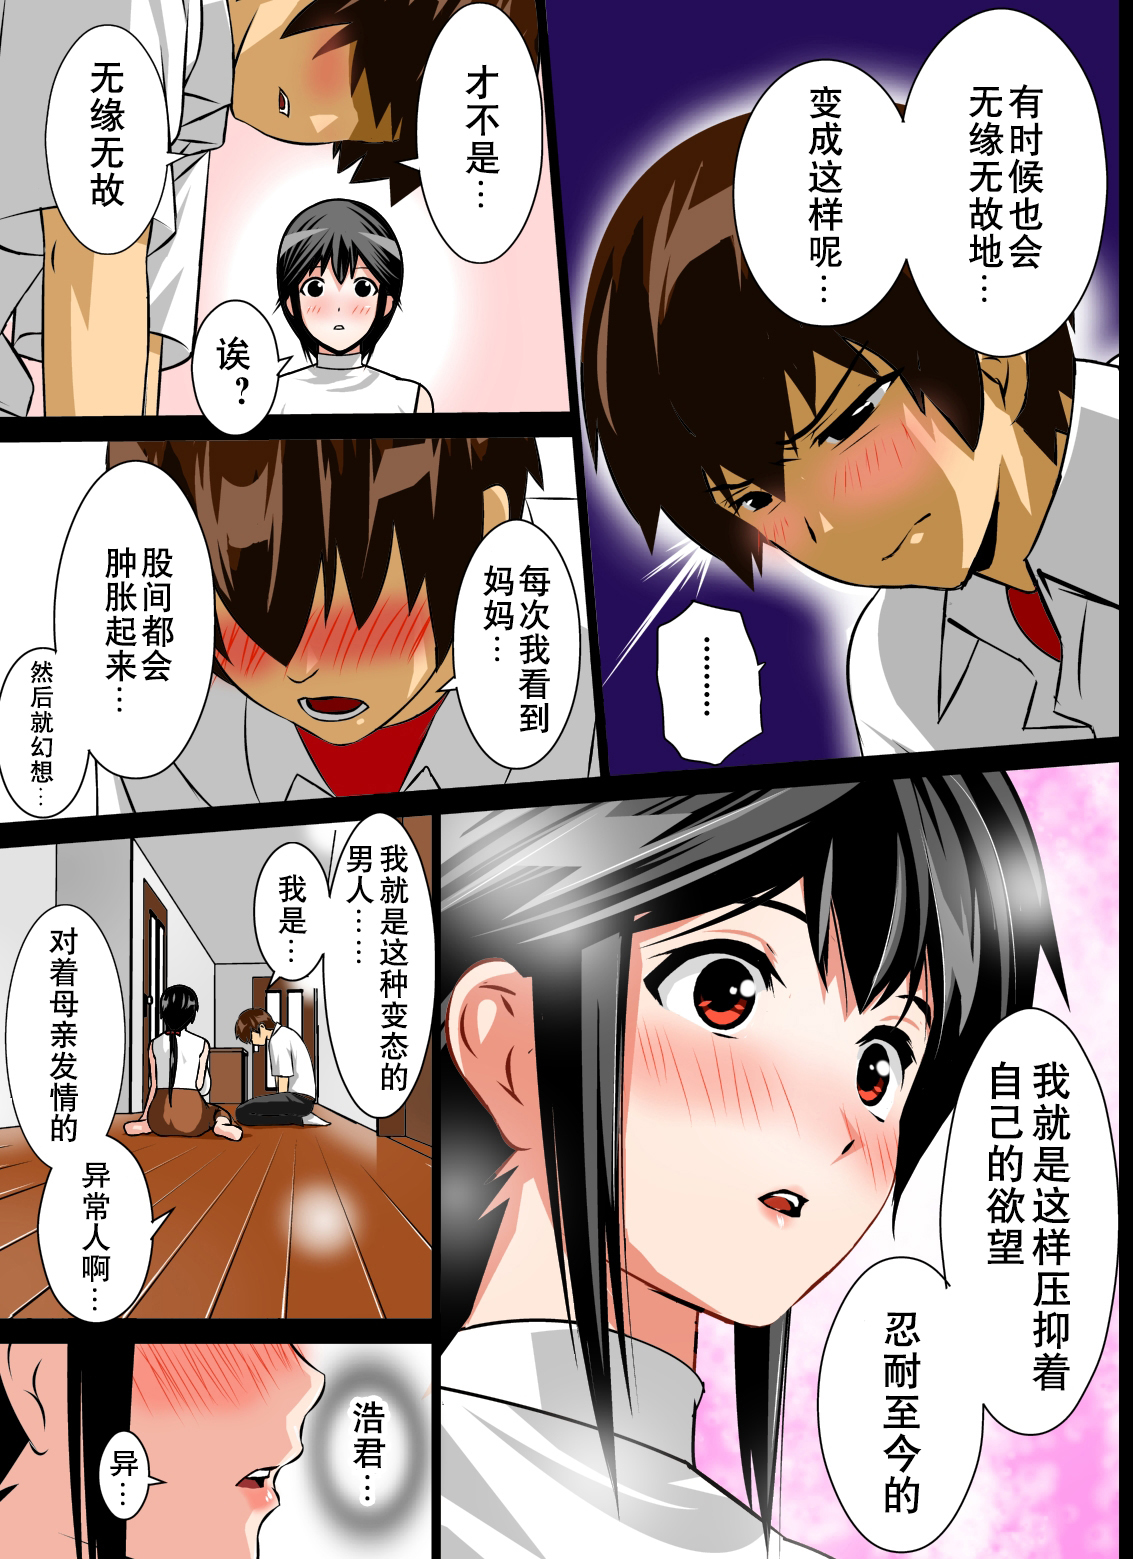 有时候也会
无缘无故地…
变成这样呢…
………
才不是…
无缘无故
诶？
每次我看到
妈妈…
股间都会
肿胀起来…
然后就幻想…
我就是这样压抑着
自己的欲望
忍耐至今的
我就是这种变态的
男人……
我是…
对着母亲发情的
异常人啊…
浩君…
异…